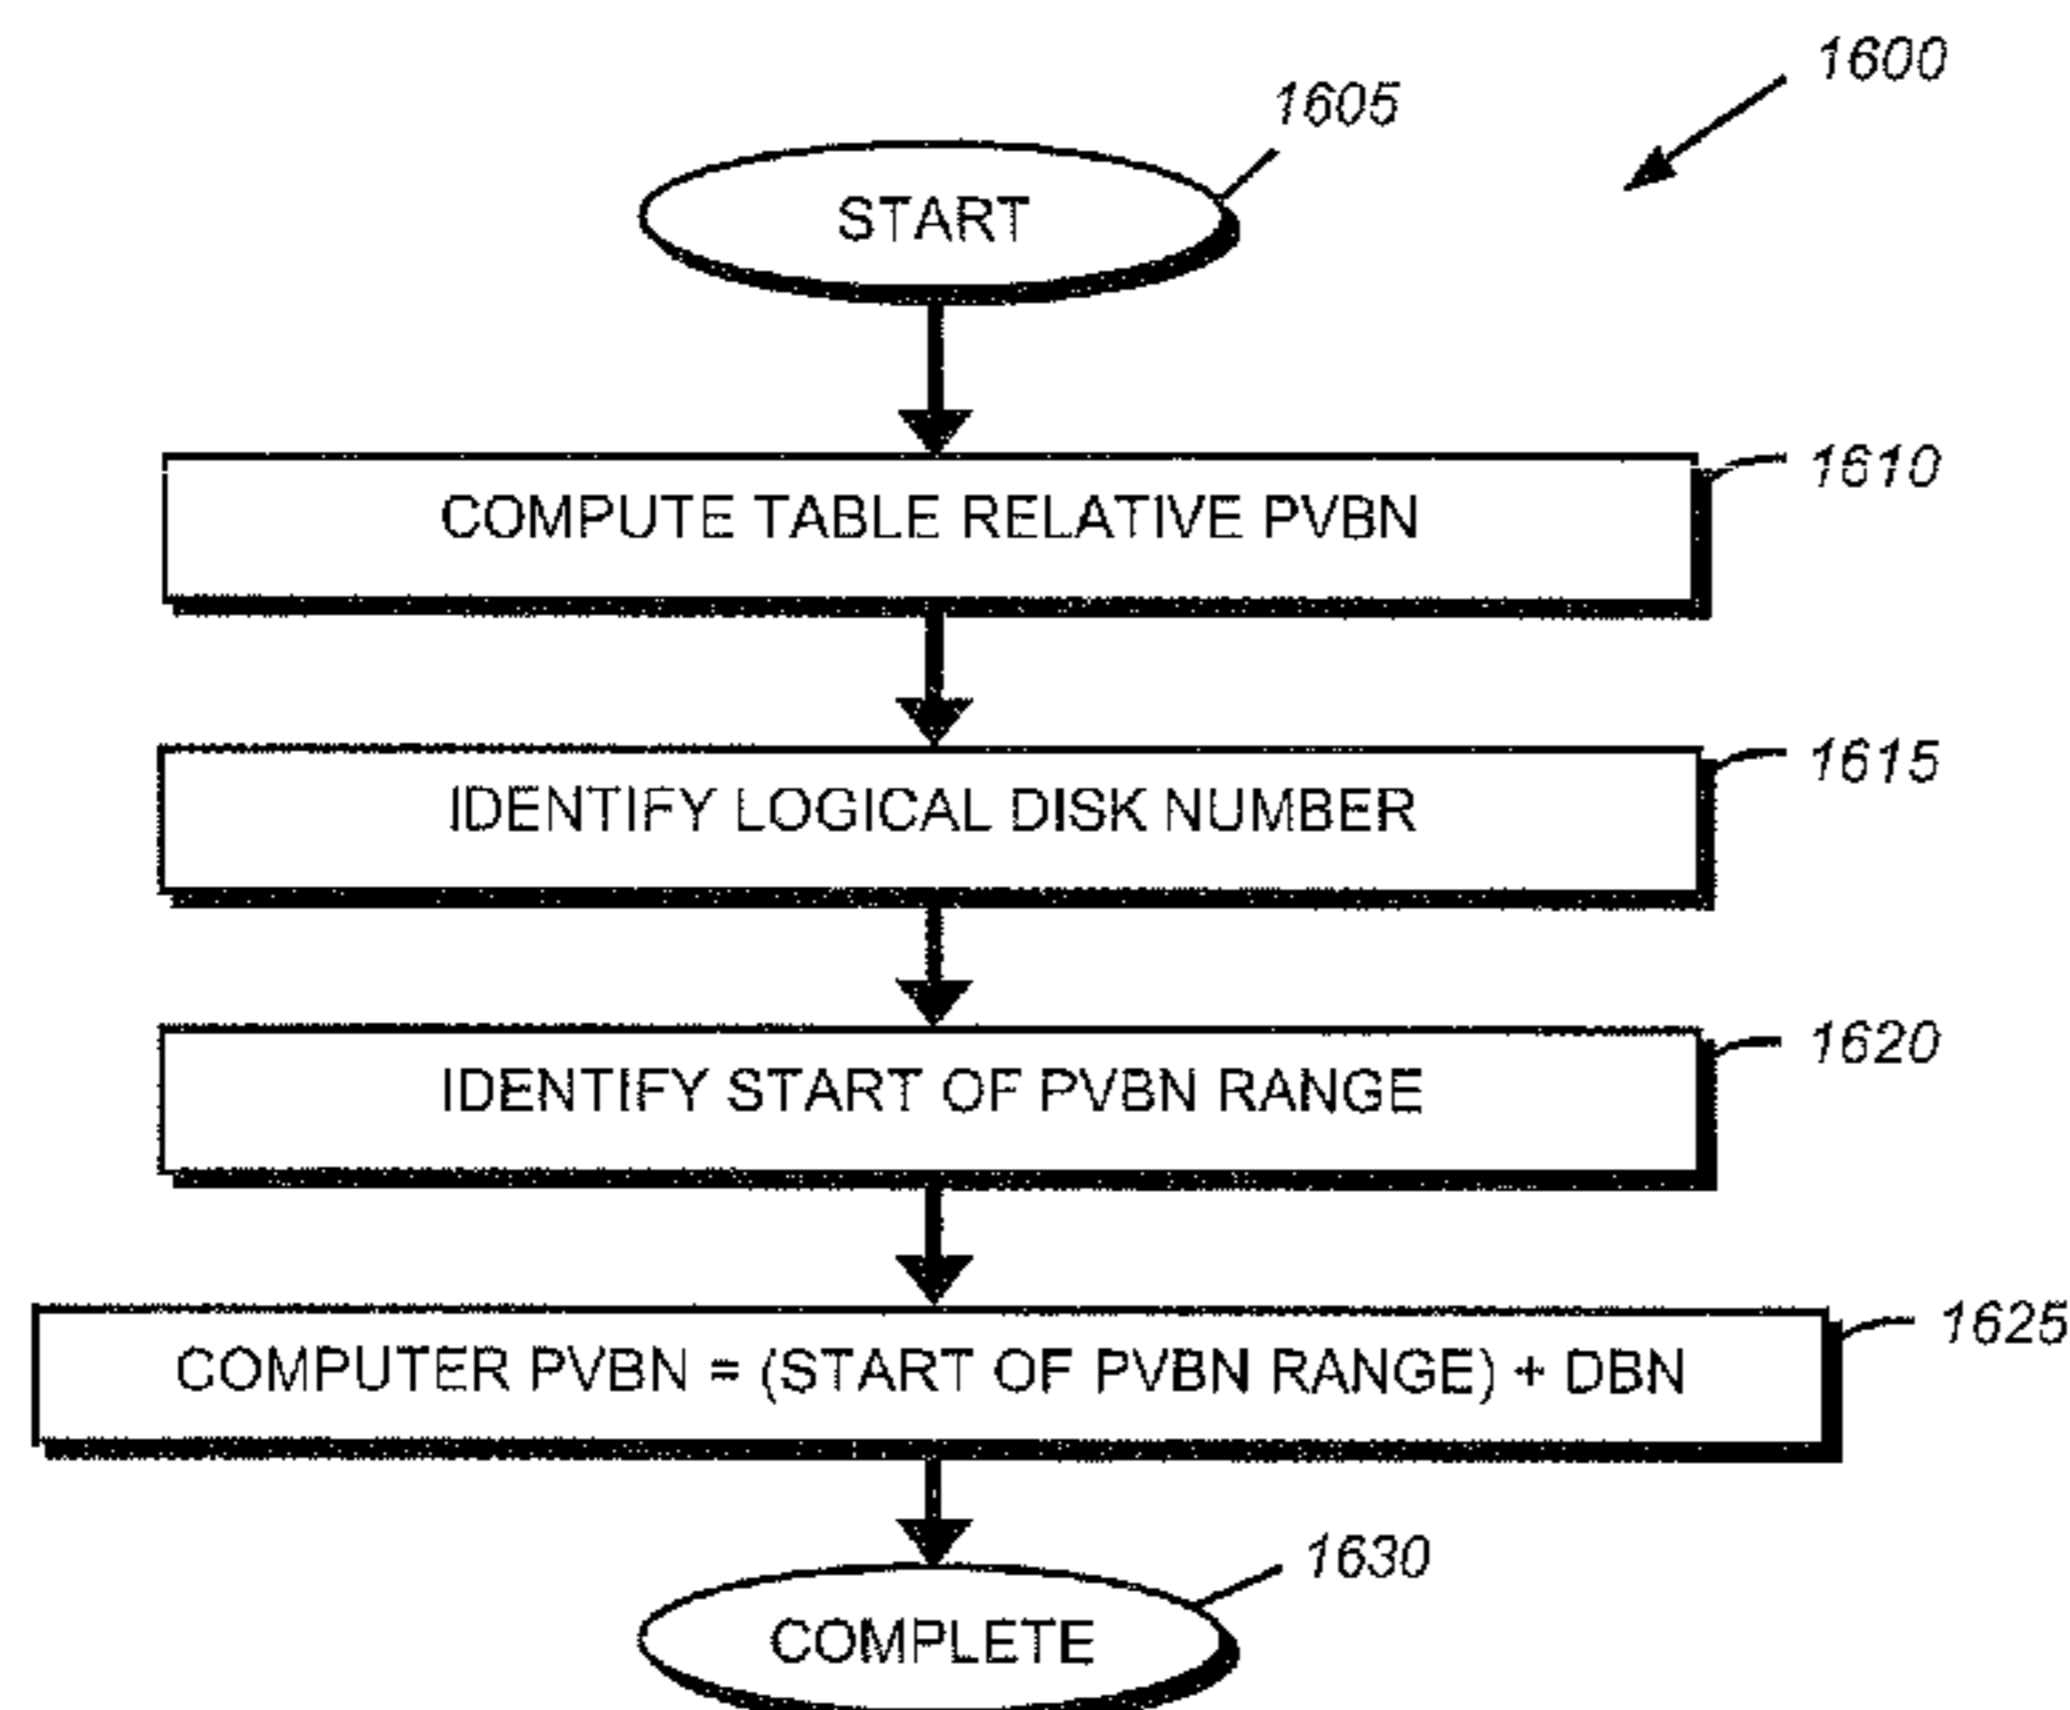 1600
1605
START
1610
COMPUTE TABLE RELATIVE PVBN
1615
IDENTIFY LOGICAL DISK NUMBER
1620
IDENTIFY START OF PVBN RANGE
1625
COMPUTER PVBN = (START OF PVBN RANGE) + DBN
1630
COMPLETE